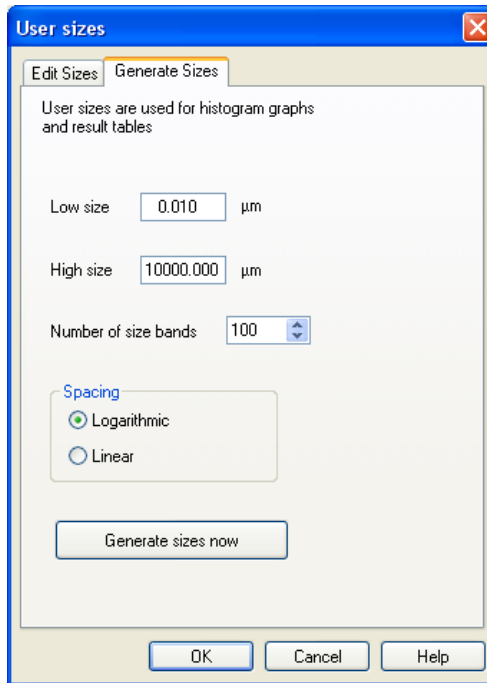 User sizes
Edit Sizes Generate Sizes
User sizes are used for histogram graphs
and result tables
Low size 0.010 µm
High size 10000.000 µm
Number of size bands 100
Spacing
Logarithmic
Linear
Generate sizes now
OK Cancel Help